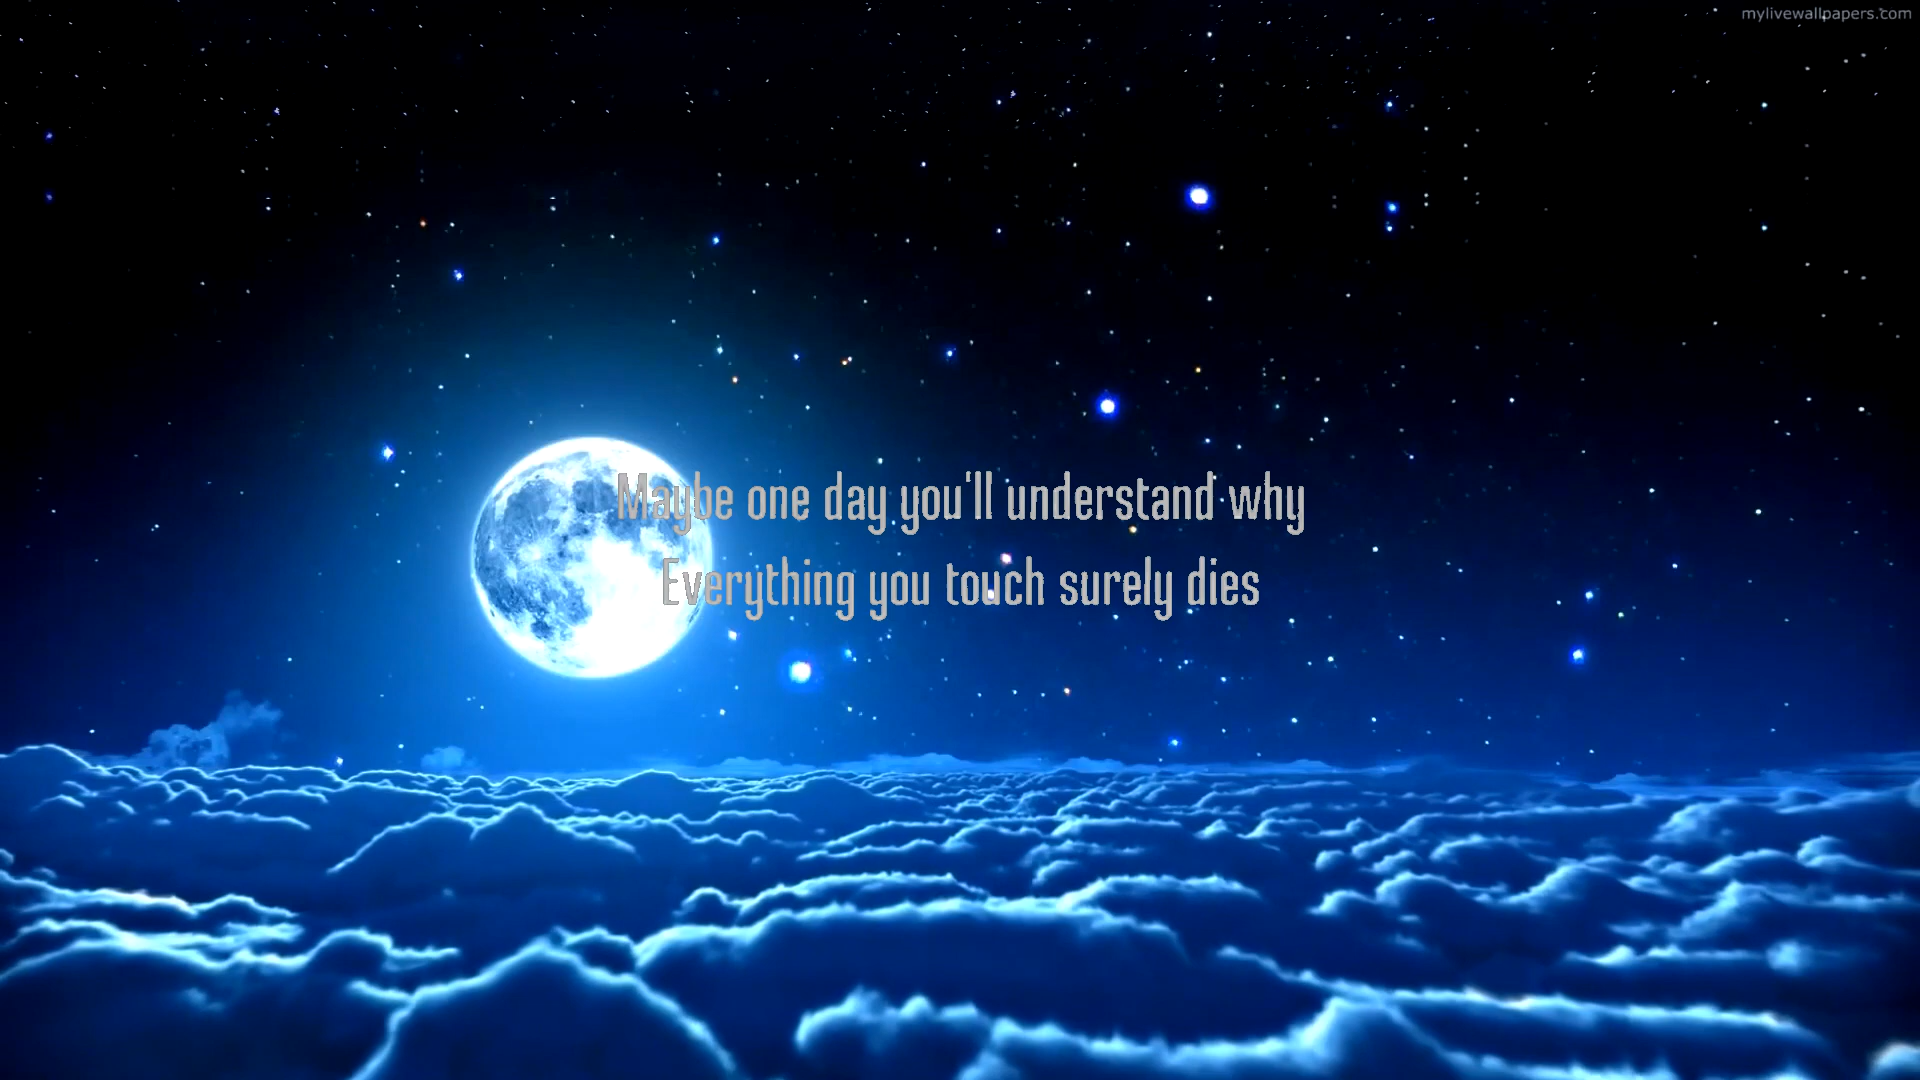 mylivewallpapers.com
Maybe one day you'll understand why
Everything you touch surely dies